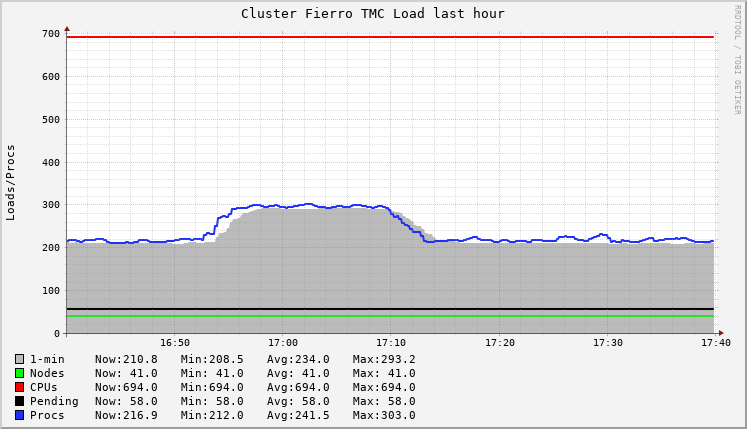 Cluster Fierro TMC Load last hour
RRDTOOL / TOBI OETIKER
Loads/Procs
700
600
500
400
300
200
100
0
16:50 17:00 17:10 17:20 17:30 17:40
1-min Now:210.8 Min:208.5 Avg:234.0 Max:293.2
Nodes Now: 41.0 Min: 41.0 Avg: 41.0 Max: 41.0
CPUs Now:694.0 Min:694.0 Avg:694.0 Max:694.0
Pending Now: 58.0 Min: 58.0 Avg: 58.0 Max: 58.0
Procs Now:216.9 Min:212.0 Avg:241.5 Max:303.0